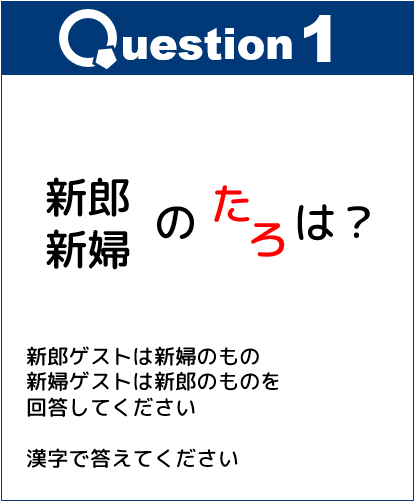 Question 1
新郎
新婦
の
たろ
は？
新郎ゲストは新婦のもの
新婦ゲストは新郎のものを
回答してください
漢字で答えてください